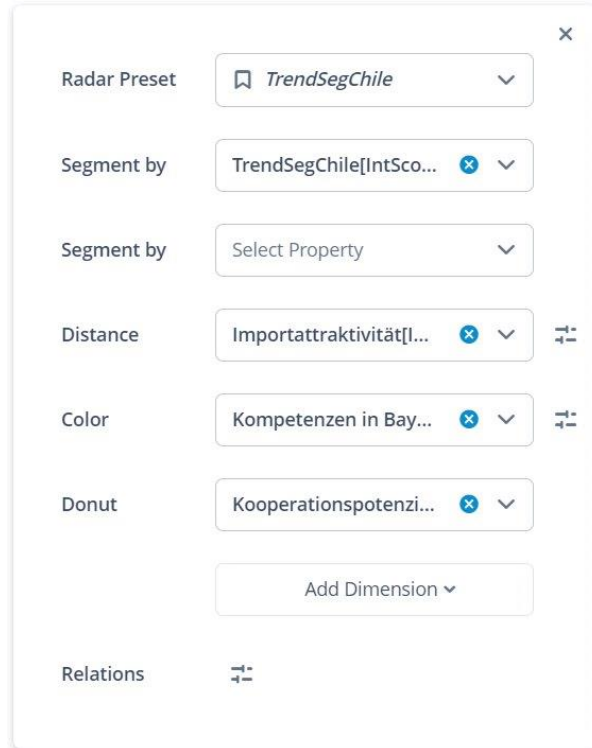 Radar Preset TrendSegChile
Segment by TrendSegChile[IntSco...
Segment by Select Property
Distance Importattraktivität[I...
Color Kompetenzen in Bay...
Donut Kooperationspotenzi...
Add Dimension
Relations